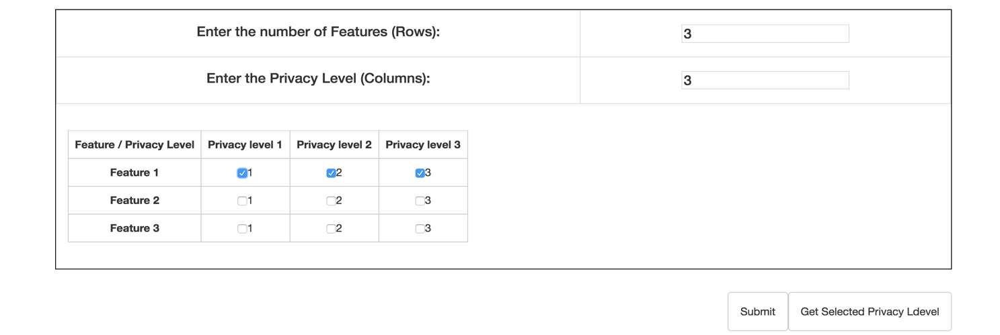 Enter the number of Features (Rows): 3
Enter the Privacy Level (Columns): 3
Feature / Privacy Level Privacy level 1 Privacy level 2 Privacy level 3
Feature 1 1 2 3
Feature 2 1 2 3
Feature 3 1 2 3
Submit Get Selected Privacy Ldevel